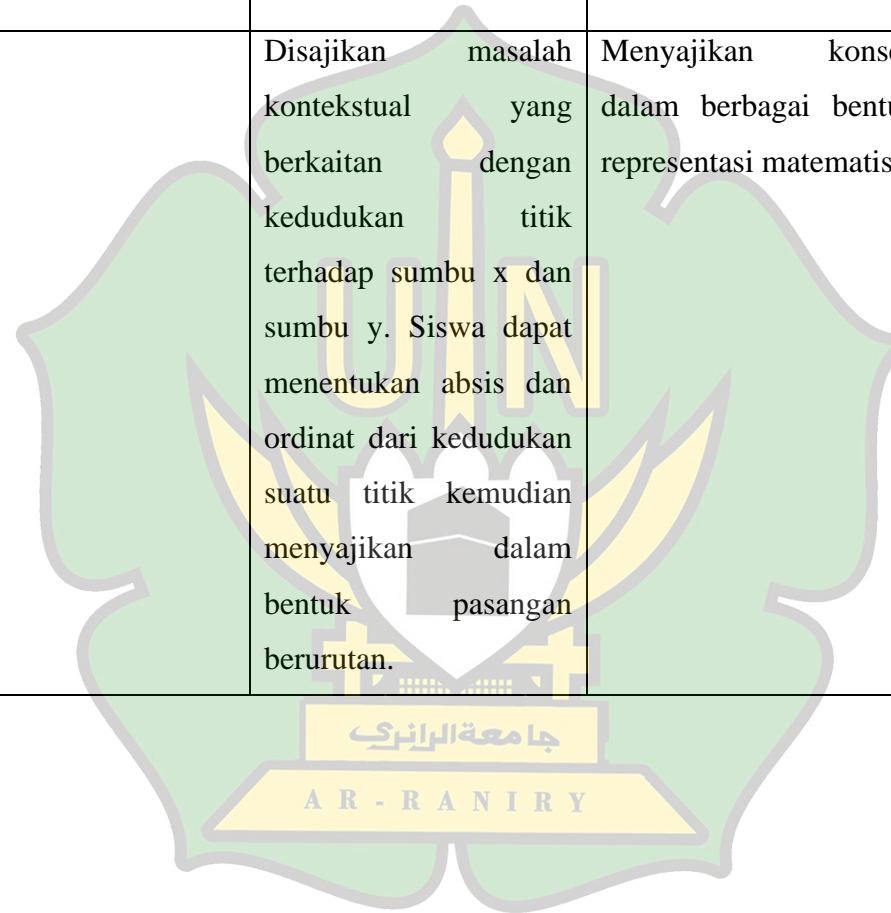 Disajikan masalah
kontekstual yang
berkaitan dengan
kedudukan titik
terhadap sumbu x dan
sumbu y. Siswa dapat
menentukan absis dan
ordinat dari kedudukan
suatu titik kemudian
menyajikan dalam
bentuk pasangan
berurutan.
Menyajikan
dalam berbagai
representasi matematis
UIN
جامعة الرانري
AR-RANIRY